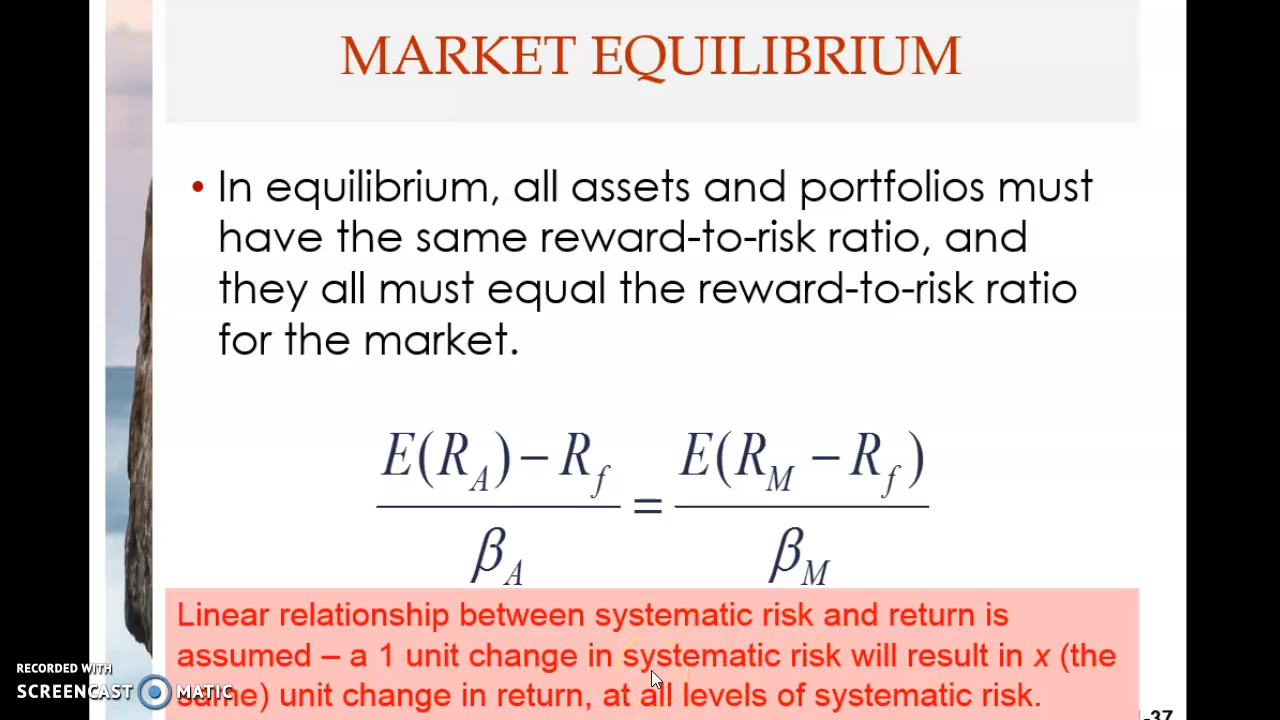 MARKET EQUILIBRIUM
• In equilibrium, all assets and portfolios must
have the same reward-to-risk ratio, and
they all must equal the reward-to-risk ratio
for the market.
E(R_A) − R_f / β_A = E(R_M − R_f) / β_M
Linear relationship between systematic risk and return is
assumed – a 1 unit change in systematic risk will result in x (the
same) unit change in return, at all levels of systematic risk.
RECORDED WITH
SCREENCAST MATIC
-37